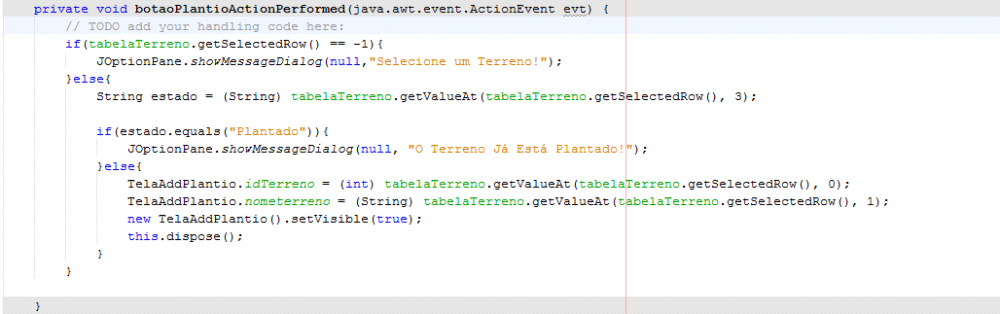 private void botaoPlantioActionPerformed(java.awt.event.ActionEvent evt) {
// TODO add your handling code here:
if(tabelaTerreno.getSelectedRow() == -1){
JOptionPane.showMessageDialog(null,"Selecione um Terreno!");
}else{
String estado = (String) tabelaTerreno.getValueAt(tabelaTerreno.getSelectedRow(), 3);
if(estado.equals("Plantado")){
JOptionPane.showMessageDialog(null, "O Terreno Já Está Plantado!");
}else{
TelaAddPlantio.idTerreno = (int) tabelaTerreno.getValueAt(tabelaTerreno.getSelectedRow(), 0);
TelaAddPlantio.nometerreno = (String) tabelaTerreno.getValueAt(tabelaTerreno.getSelectedRow(), 1);
new TelaAddPlantio().setVisible(true);
this.dispose();
}
}
}